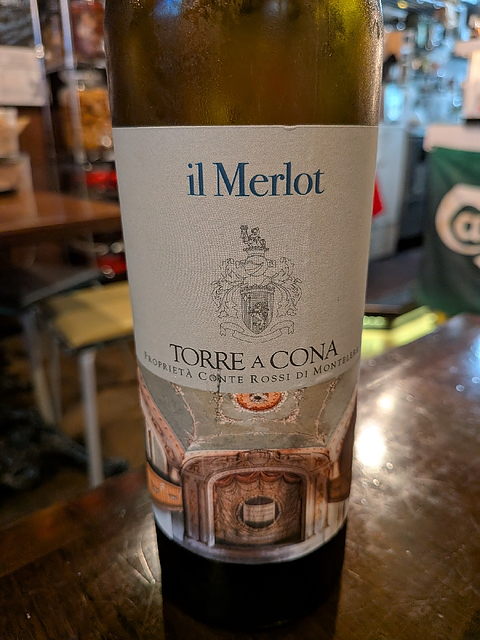 il Merlot
TORRE A CONA
PROPRIETÀ CONTE ROSSI DI MONTELERA
@